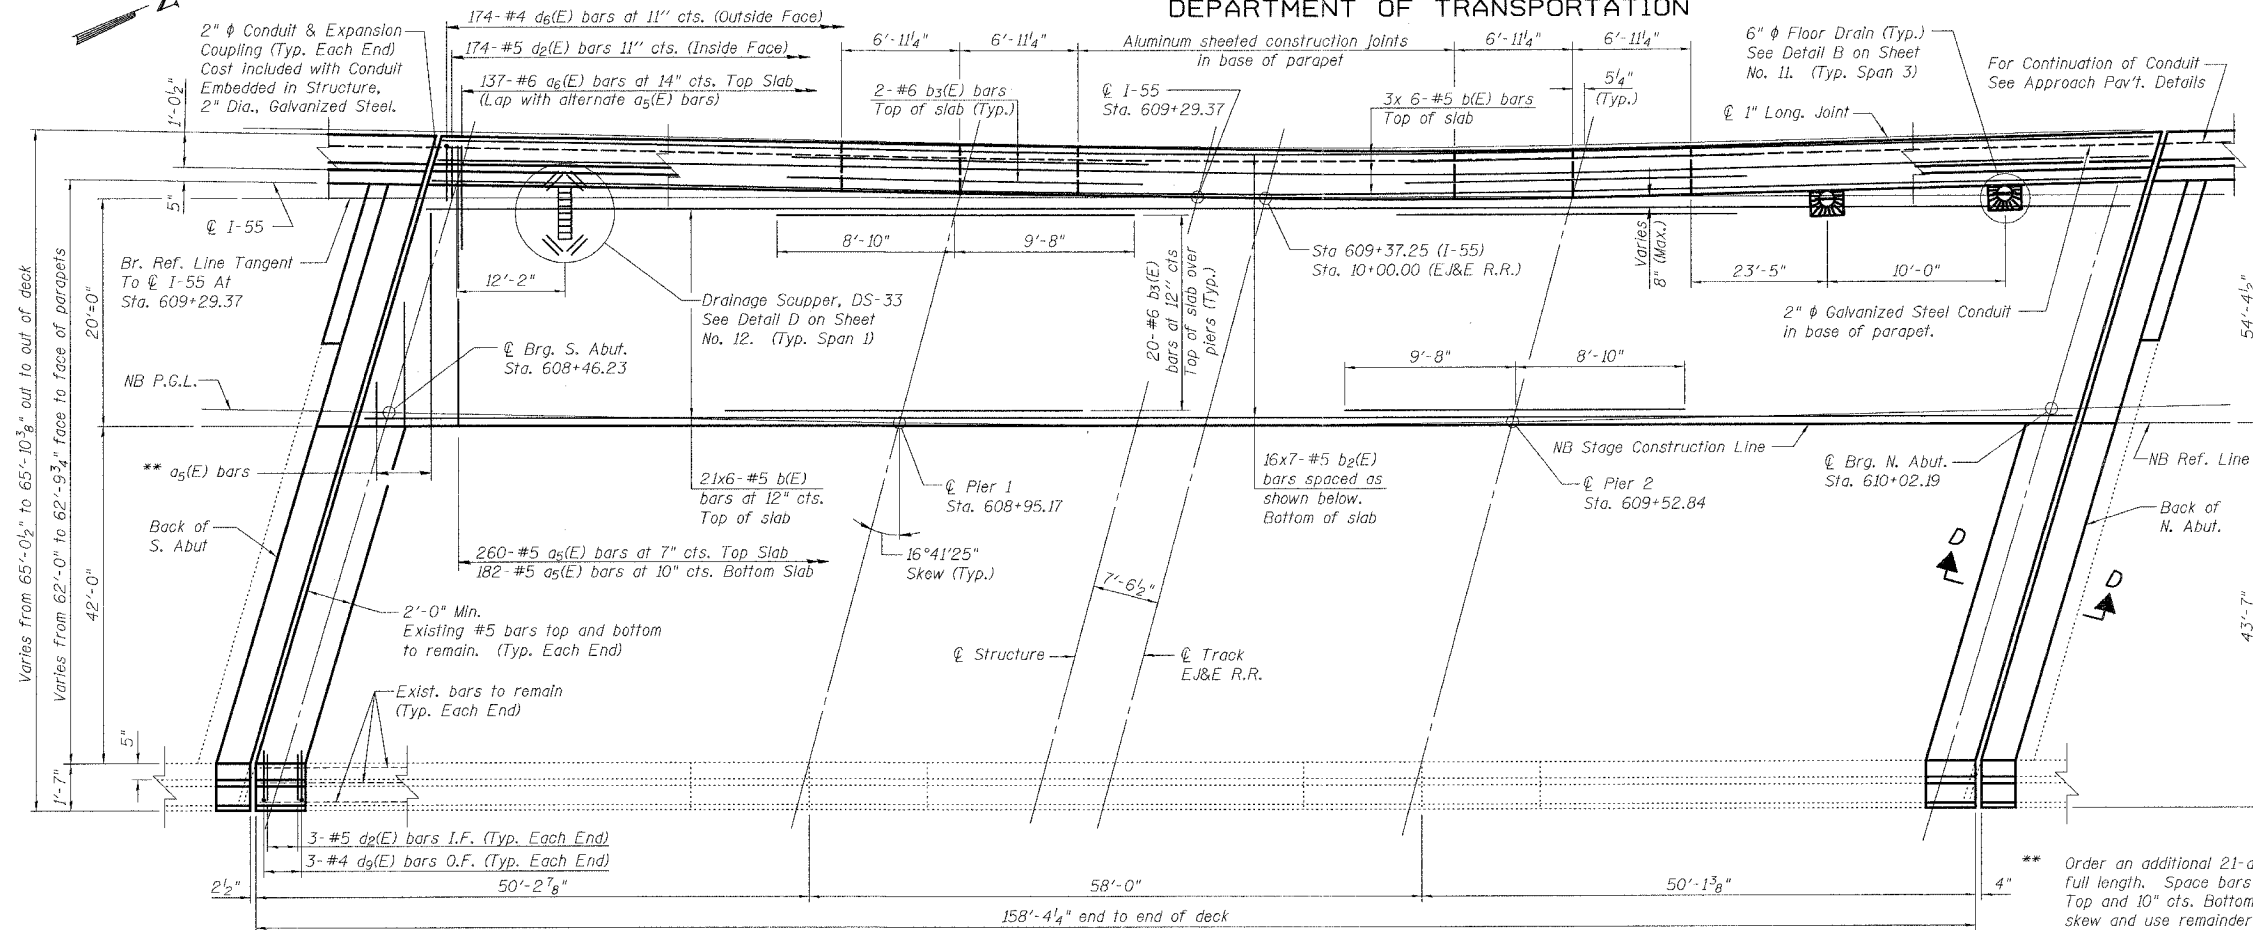 DEPARTMENT OF TRANSPORTATION
2" ϕ Conduit & Expansion
Coupling (Typ. Each End)
Cost included with Conduit
Embedded in Structure,
2" Dia., Galvanized Steel.
174-#4 d6(E) bars at 11" cts. (Outside Face)
174-#5 d2(E) bars 11" cts. (Inside Face)
137-#6 a6(E) bars at 14" cts. Top Slab
(Lap with alternate a5(E) bars)
6'-11¼"
6'-11¼"
Aluminum sheeted construction joints
in base of parapet
6'-11¼"
6'-11¼"
2-#6 b3(E) bars
Top of slab (Typ.)
℄ I-55
Sta. 609+29.37
3x 6-#5 b(E) bars
Top of slab
5¼"
(Typ.)
6" ϕ Floor Drain (Typ.)
See Detail B on Sheet
No. 11. (Typ. Span 3)
℄ 1" Long. Joint
For Continuation of Conduit
See Approach Pav't. Details
1'-0½"
5"
℄ I-55
Br. Ref. Line Tangent
To ℄ I-55 At
Sta. 609+29.37
20'=0"
NB P.G.L.
12'-2"
Drainage Scupper, DS-33
See Detail D on Sheet
No. 12. (Typ. Span 1)
8'-10"
9'-8"
20-#6 b3(E)
bars at 12" cts
Top of slab over
piers (Typ.)
Sta 609+37.25 (I-55)
Sta. 10+00.00 (EJ&E R.R.)
Varies
8" (Max.)
23'-5"
10'-0"
2" ϕ Galvanized Steel Conduit
in base of parapet.
54'-4½"
℄ Brg. S. Abut.
Sta. 608+46.23
9'-8"
8'-10"
Varies from 65'-0½" to 65'-10⅜" out to out of deck
Varies from 62'-0" to 62'-9¾" face to face of parapets
** a5(E) bars
Back of
S. Abut
42'-0"
21x6-#5 b(E)
bars at 12" cts.
Top of slab
℄ Pier 1
Sta. 608+95.17
16x7-#5 b2(E)
bars spaced as
shown below.
Bottom of slab
NB Stage Construction Line
℄ Pier 2
Sta. 609+52.84
℄ Brg. N. Abut.
Sta. 610+02.19
NB Ref. Line
Back of
N. Abut.
260-#5 a5(E) bars at 7" cts. Top Slab
182-#5 a5(E) bars at 10" cts. Bottom Slab
16°41'25"
Skew (Typ.)
7'-6½"
D
D
43'-7"
2'-0" Min.
Existing #5 bars top and bottom
to remain. (Typ. Each End)
℄ Structure
℄ Track
EJ&E R.R.
Exist. bars to remain
(Typ. Each End)
5"
1'-7"
3-#5 d2(E) bars I.F. (Typ. Each End)
3-#4 d9(E) bars O.F. (Typ. Each End)
2½"
50'-2⅞"
58'-0"
50'-1⅜"
4"
158'-4¼" end to end of deck
** Order an additional 21-a
full length. Space bars
Top and 10" cts. Bottom
skew and use remainder